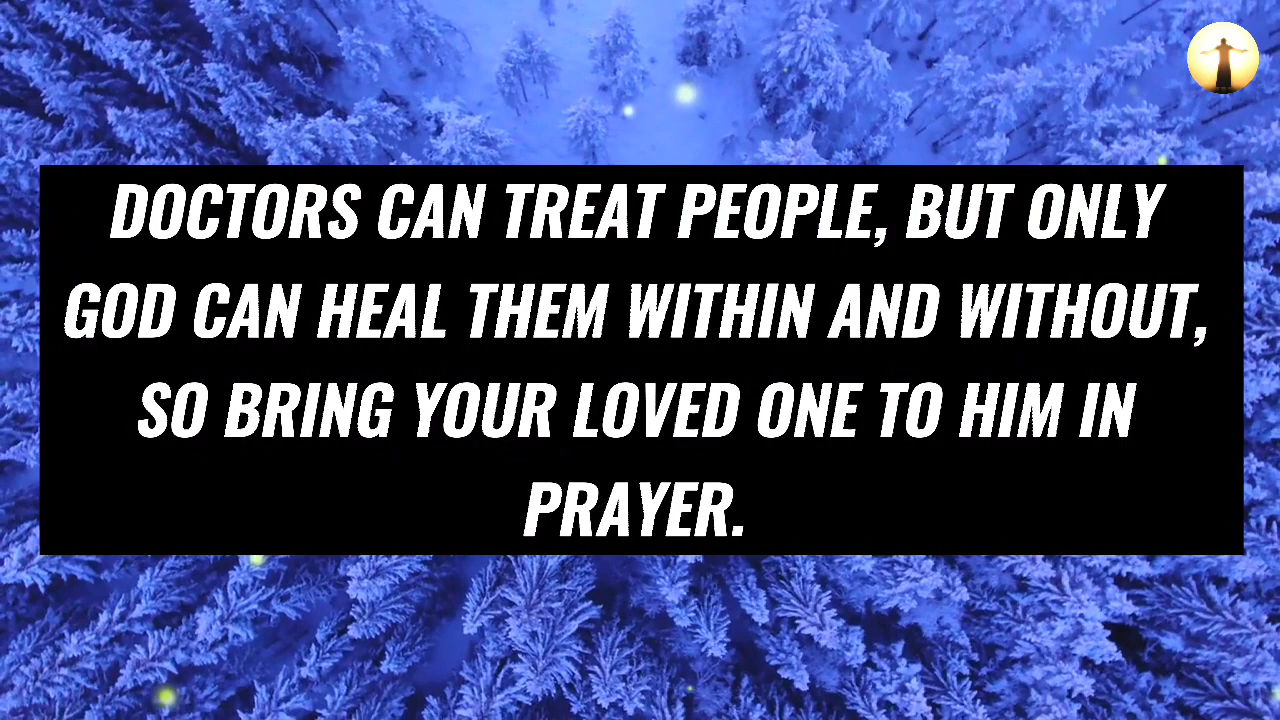 DOCTORS CAN TREAT PEOPLE, BUT ONLY
GOD CAN HEAL THEM WITHIN AND WITHOUT,
SO BRING YOUR LOVED ONE TO HIM IN
PRAYER.